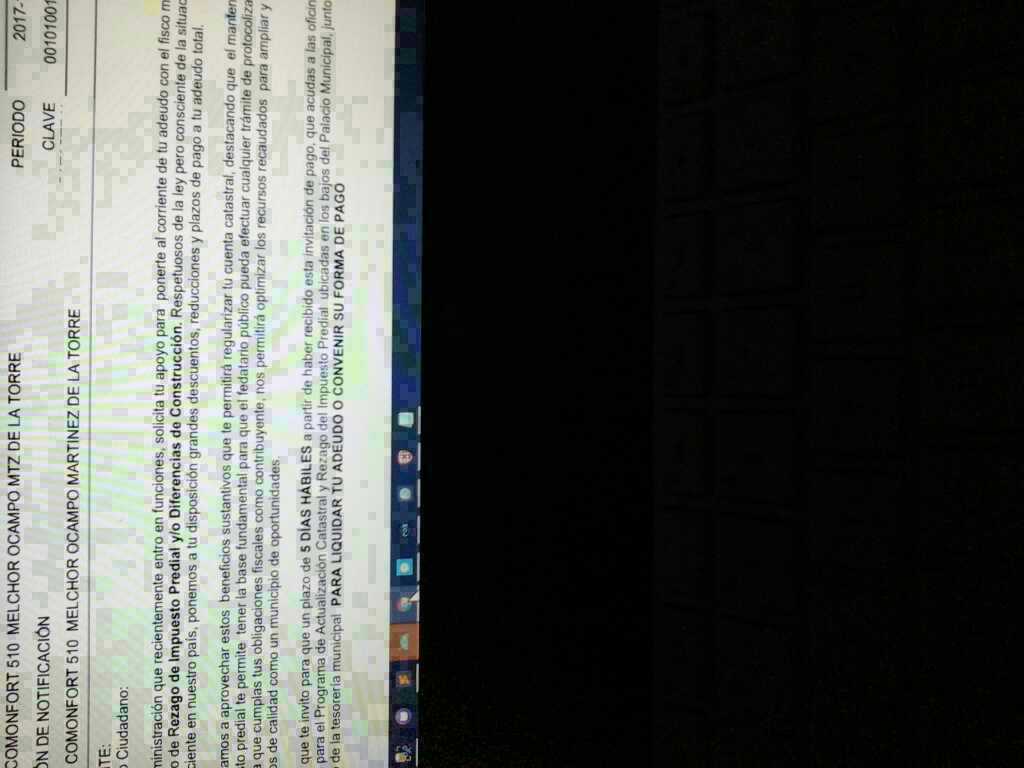 COMONFORT 510 MELCHOR OCAMPO MTZ DE LA TORRE PERIODO 2017-
ÓN DE NOTIFICACIÓN CLAVE 00101001
COMONFORT 510 MELCHOR OCAMPO MARTINEZ DE LA TORRE
TE:
o Ciudadano:
ministración que recientemente entro en funciones, solicita tu apoyo para ponerte al corriente de tu adeudo con el fisco m
o de Rezago de Impuesto Predial y/o Diferencias de Construcción. Respetuosos de la ley pero consciente de la situac
ciente en nuestro país, ponemos a tu disposición grandes descuentos, reducciones y plazos de pago a tu adeudo total.
amos a aprovechar estos beneficios sustantivos que te permitirá regularizar tu cuenta catastral, destacando que el manten
sto predial te permite tener la base fundamental para que el fedatario público pueda efectuar cualquier trámite de protocoliza
a que cumplas tus obligaciones fiscales como contribuyente, nos permitirá optimizar los recursos recaudados para ampliar y
os de calidad como un municipio de oportunidades.
que te invito para que un plazo de 5 DÍAS HÁBILES a partir de haber recibido esta invitación de pago, que acudas a las oficin
para el Programa de Actualización Catastral y Rezago del Impuesto Predial ubicadas en los bajos del Palacio Municipal, junto
de la tesorería municipal PARA LIQUIDAR TU ADEUDO O CONVENIR SU FORMA DE PAGO